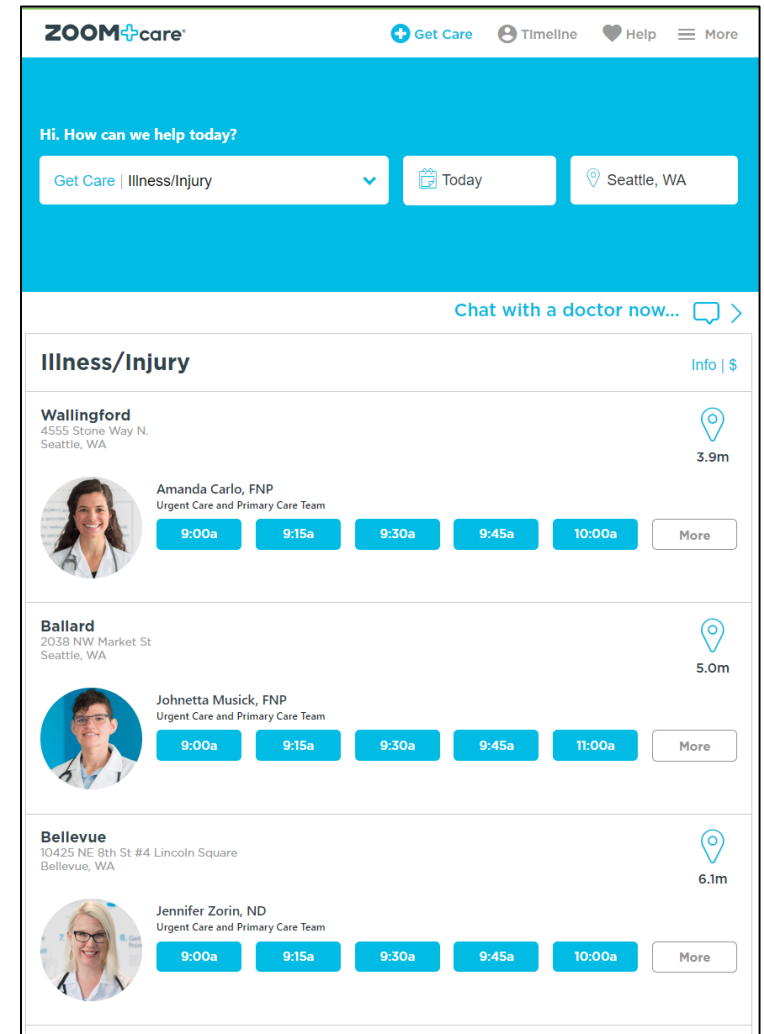 ZOOM+care®
Get Care Timeline Help More
Hi. How can we help today?
Get Care | Illness/Injury Today Seattle, WA
Chat with a doctor now...
Illness/Injury Info | $
Wallingford
4555 Stone Way N.
Seattle, WA
3.9m
Amanda Carlo, FNP
Urgent Care and Primary Care Team
9:00a 9:15a 9:30a 9:45a 10:00a More
Ballard
2038 NW Market St
Seattle, WA
5.0m
Johnetta Musick, FNP
Urgent Care and Primary Care Team
9:00a 9:15a 9:30a 9:45a 11:00a More
Bellevue
10425 NE 8th St #4 Lincoln Square
Bellevue, WA
6.1m
Jennifer Zorin, ND
Urgent Care and Primary Care Team
9:00a 9:15a 9:30a 9:45a 10:00a More